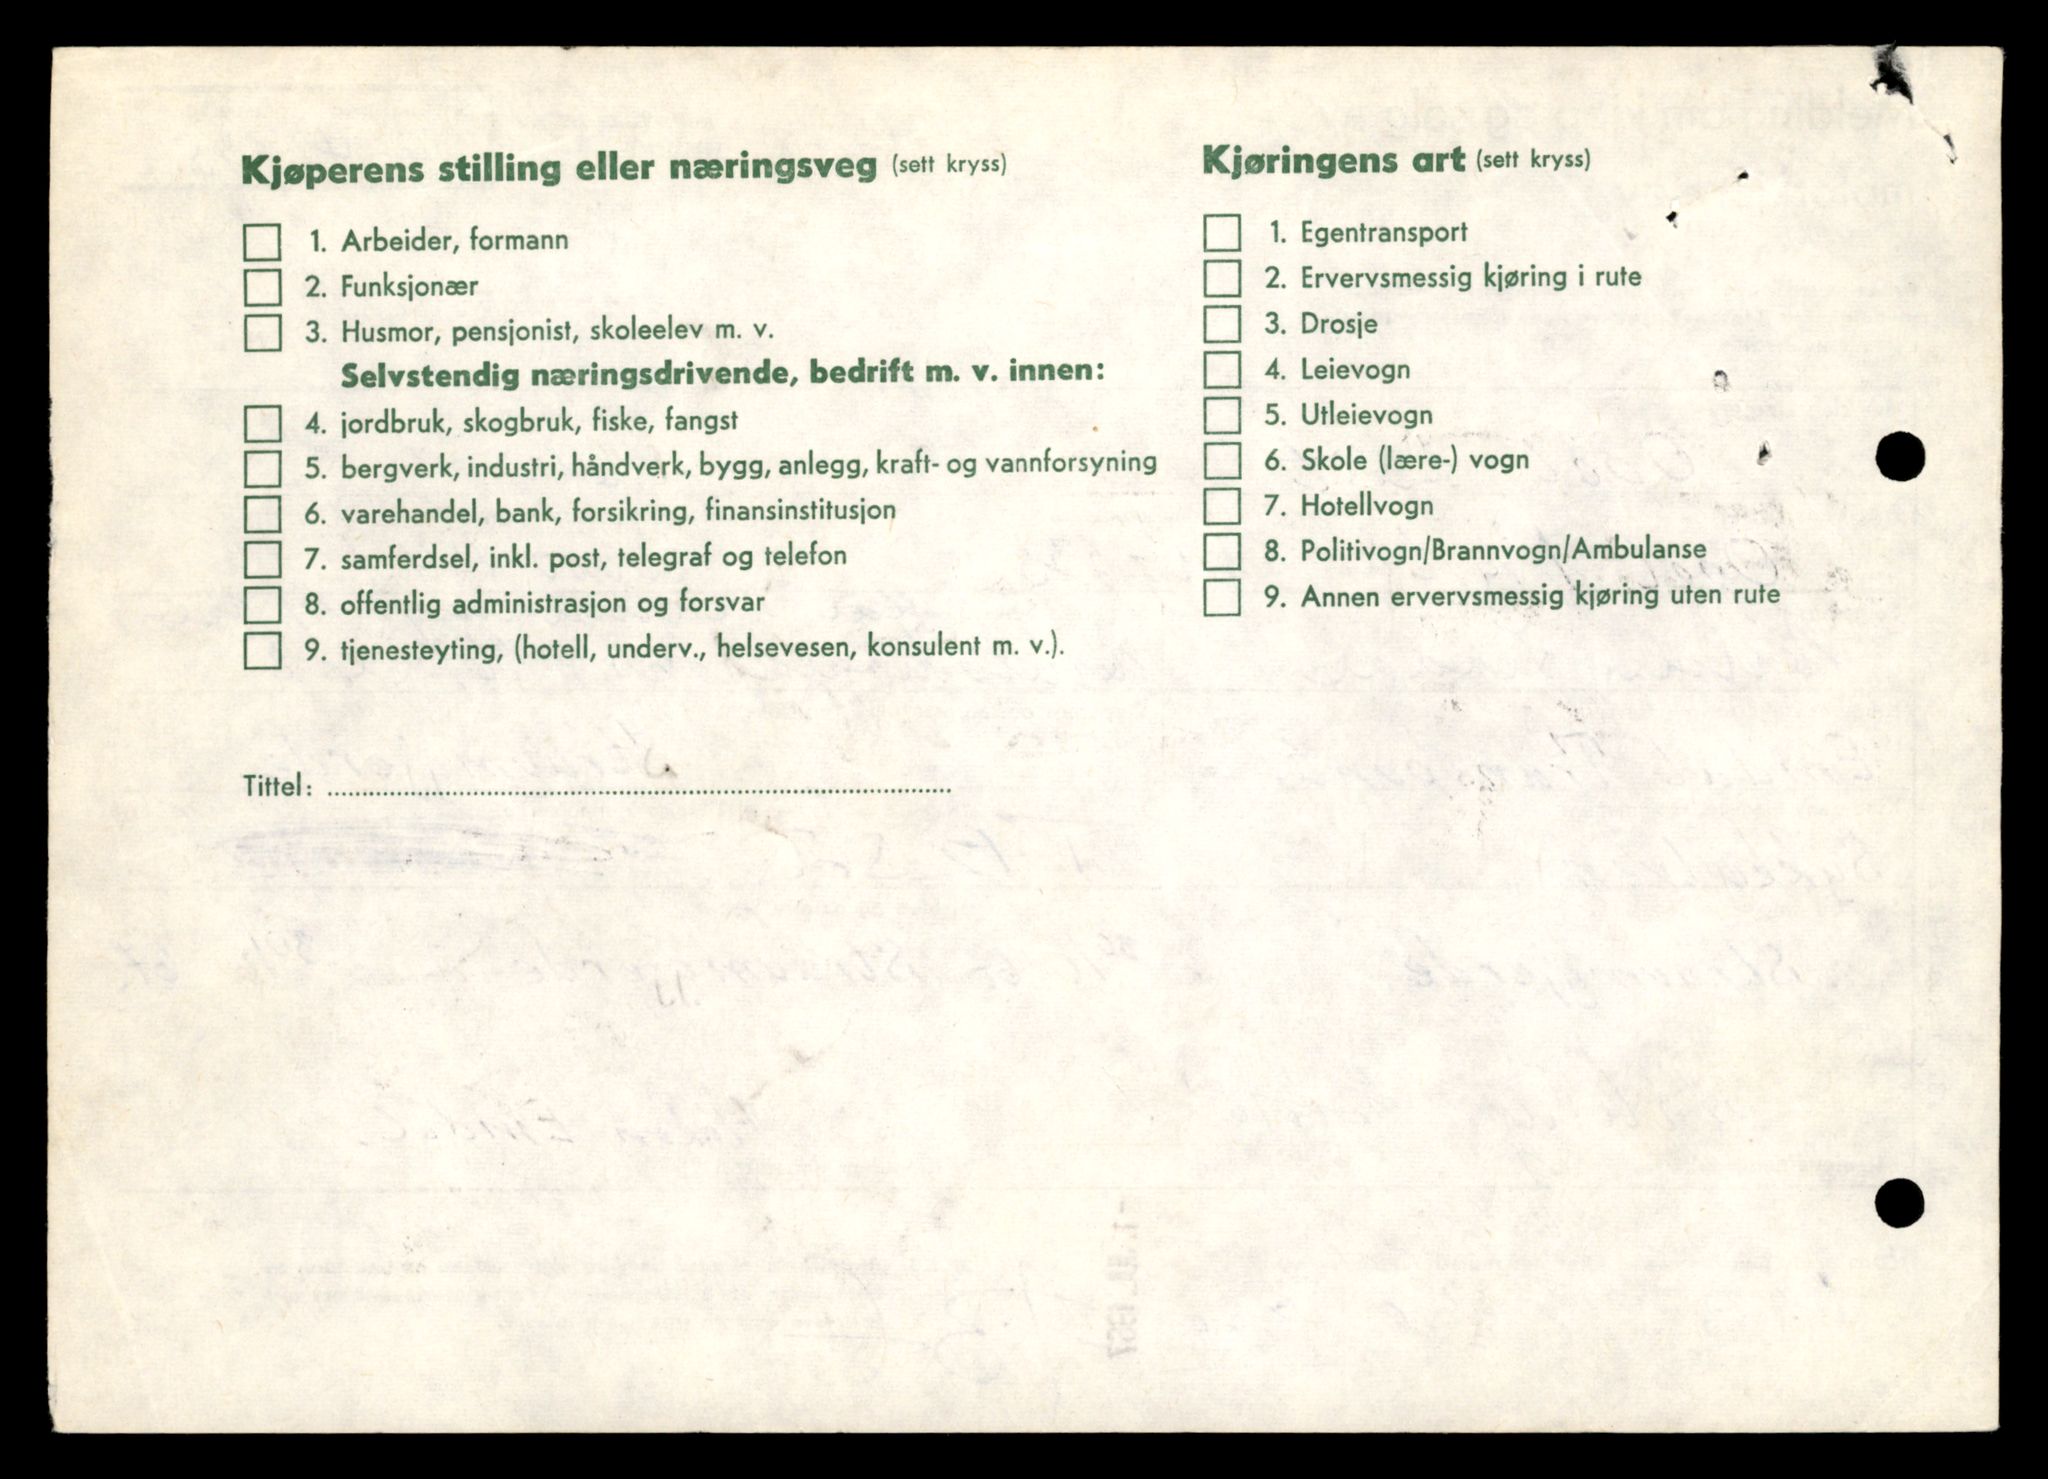 Kjøperens stilling eller næringsveg (sett kryss)
1. Arbeider, formann
2. Funksjonær
3. Husmor, pensjonist, skoleelev m. v.
Selvstendig næringsdrivende, bedrift m. v. innen:
4. jordbruk, skogbruk, fiske, fangst
5. bergverk, industri, håndverk, bygg, anlegg, kraft- og vannforsyning
6. varehandel, bank, forsikring, finansinstitusjon
7. samferdsel, inkl. post, telegraf og telefon
8. offentlig administrasjon og forsvar
9. tjenesteyting, (hotell, underv., helsevesen, konsulent m. v.).
Tittel:
Kjøringens art (sett kryss)
1. Egentransport
2. Ervervsmessig kjøring i rute
3. Drosje
4. Leievogn
5. Utleievogn
6. Skole (lære-) vogn
7. Hotellvogn
8. Politivogn/Brannvogn/Ambulanse
9. Annen ervervsmessig kjøring uten rute